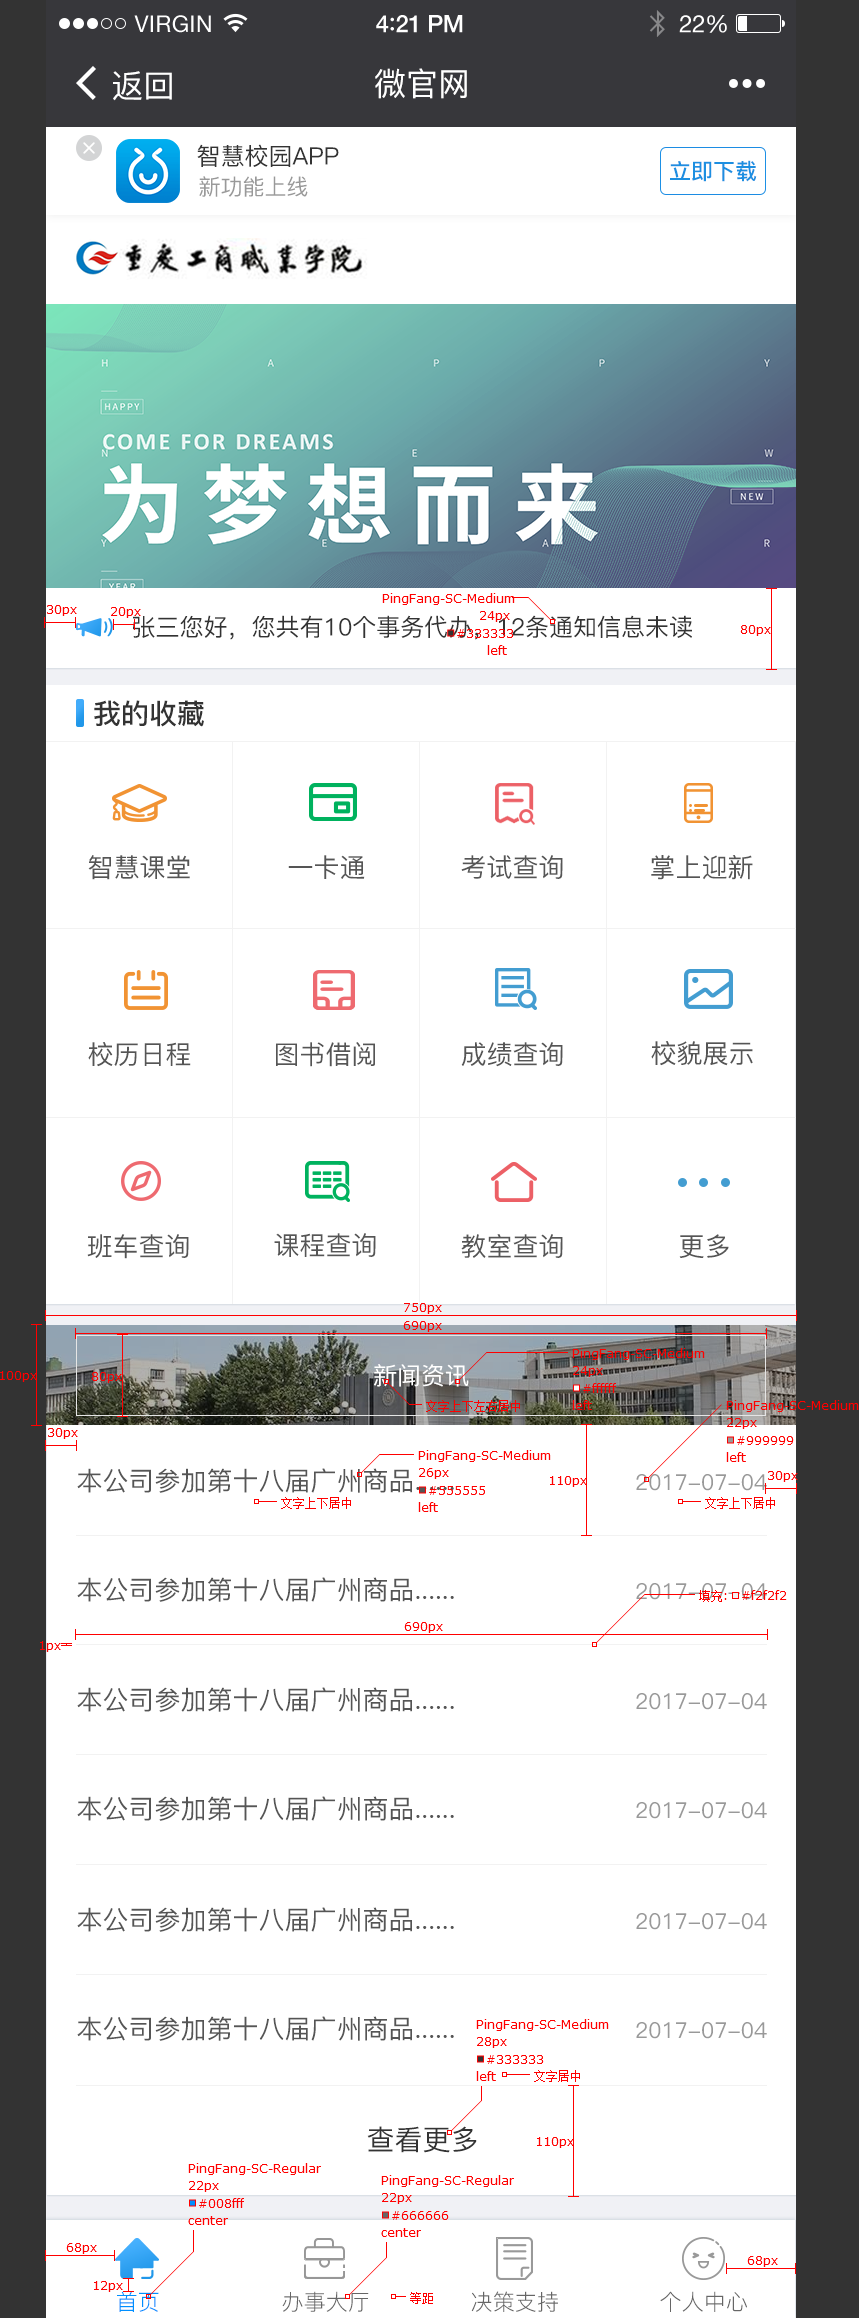 VIRGIN 4:21 PM 22%
返回 微官网
智慧校园APP
新功能上线
立即下载
重庆工商职业学院
H A P P Y
HAPPY
COME FOR DREAMS
N E W
为梦想而来
NEW
Y E A R
YEAR
30px 20px
张三您好，您共有10个事务代办，12条通知信息未读
PingFang-SC-Medium
24px
#333333
left
80px
我的收藏
智慧课堂 一卡通 考试查询 掌上迎新
校历日程 图书借阅 成绩查询 校貌展示
班车查询 课程查询 教室查询 更多
750px
690px
100px 80px
新闻资讯
PingFang-SC-Medium
24px
#ffffff
文字上下左右居中
PingFang-SC-Medium
22px
#999999
left
30px
本公司参加第十八届广州商品...... 2017-07-04
PingFang-SC-Medium
26px
#555555
left
110px
30px
文字上下居中 文字上下居中
本公司参加第十八届广州商品...... 2017-07-04
填充: #f2f2f2
690px
1px
本公司参加第十八届广州商品...... 2017-07-04
本公司参加第十八届广州商品...... 2017-07-04
本公司参加第十八届广州商品...... 2017-07-04
本公司参加第十八届广州商品...... 2017-07-04
PingFang-SC-Medium
28px
#333333
left 文字居中
查看更多
110px
PingFang-SC-Regular
22px
#008fff
center
PingFang-SC-Regular
22px
#666666
center
68px 68px
12px
等距
首页 办事大厅 决策支持 个人中心